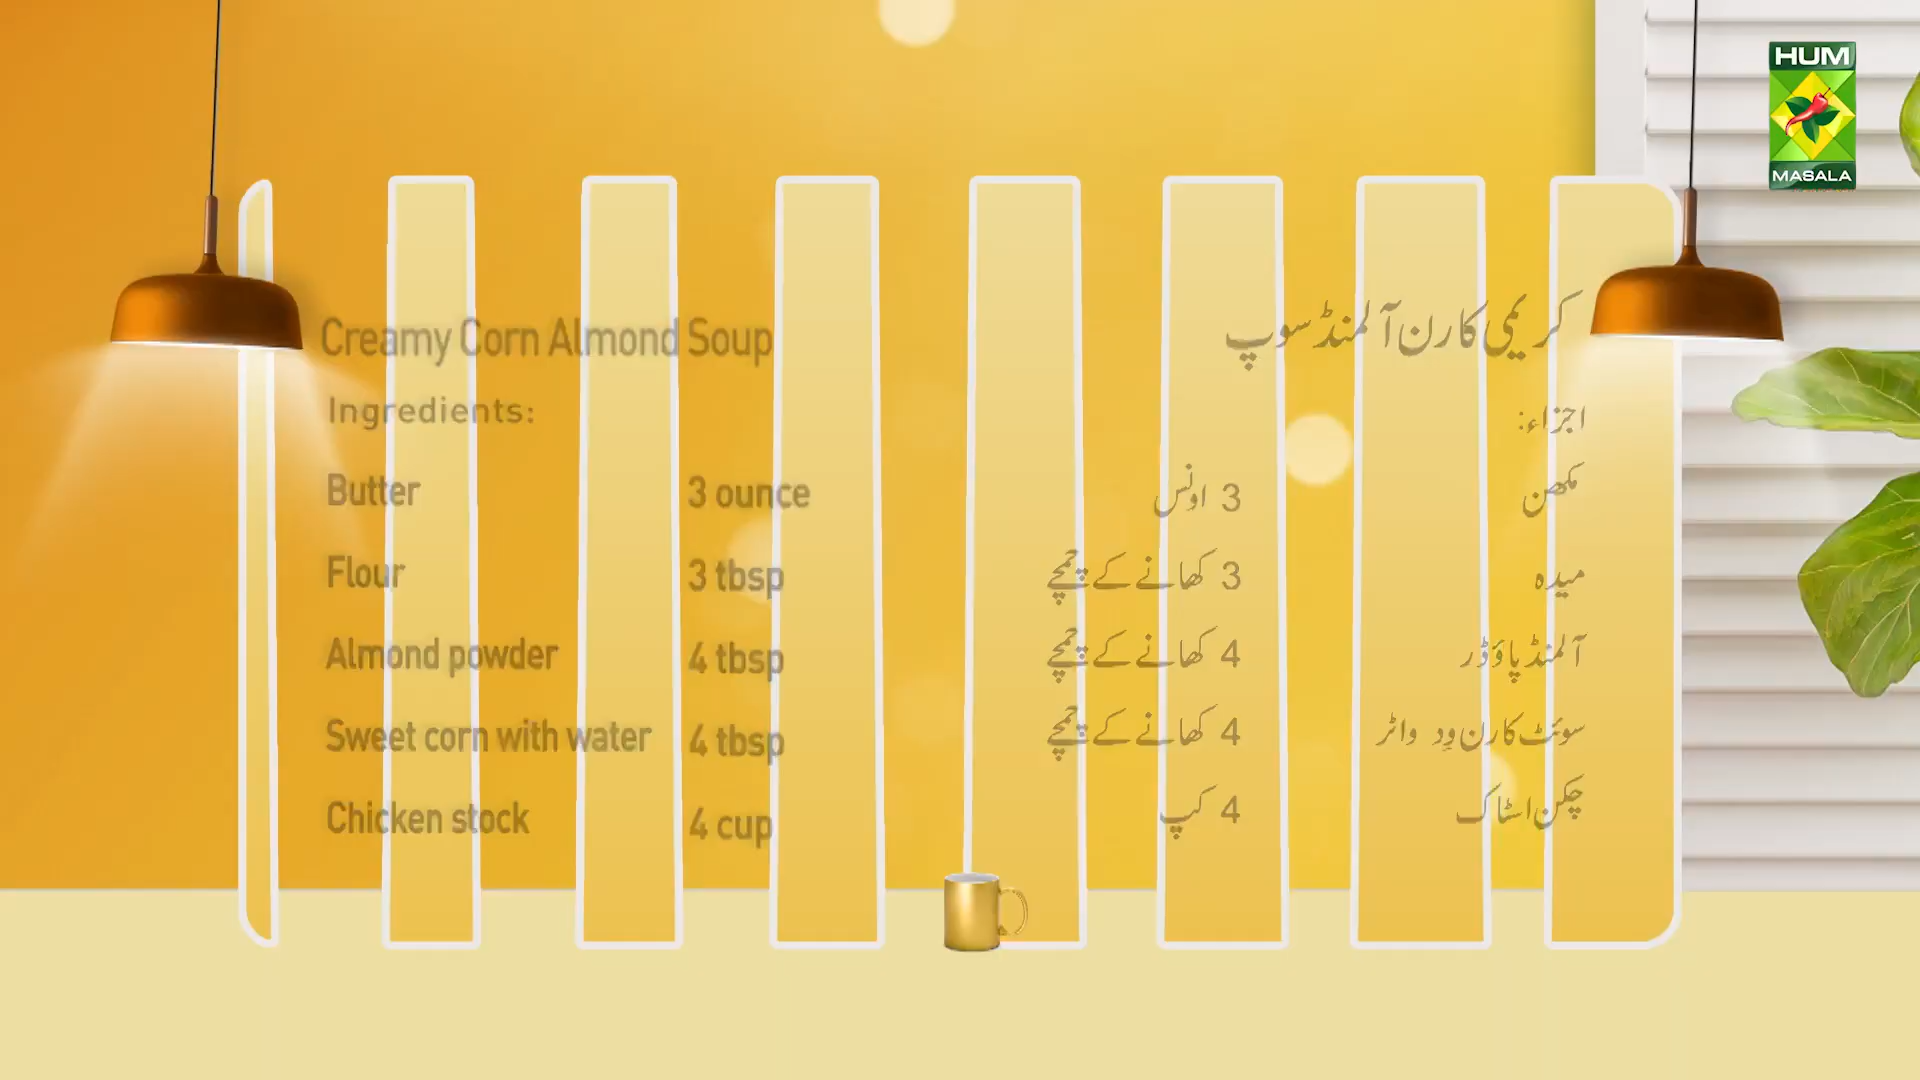 HUM
MASALA
Creamy Corn Almond Soup
کریمی کارن آلمنڈ سوپ
Ingredients:
اجزاء:
Butter 3 ounce
3 اونس مکھن
Flour 3 tbsp
3 کھانے کے چمچے میدہ
Almond powder 4 tbsp
4 کھانے کے چمچے آلمنڈ پاؤڈر
Sweet corn with water 4 tbsp
4 کھانے کے چمچے سوئٹ کارن وِد واٹر
Chicken stock 4 cup
4 کپ چکن اسٹاک